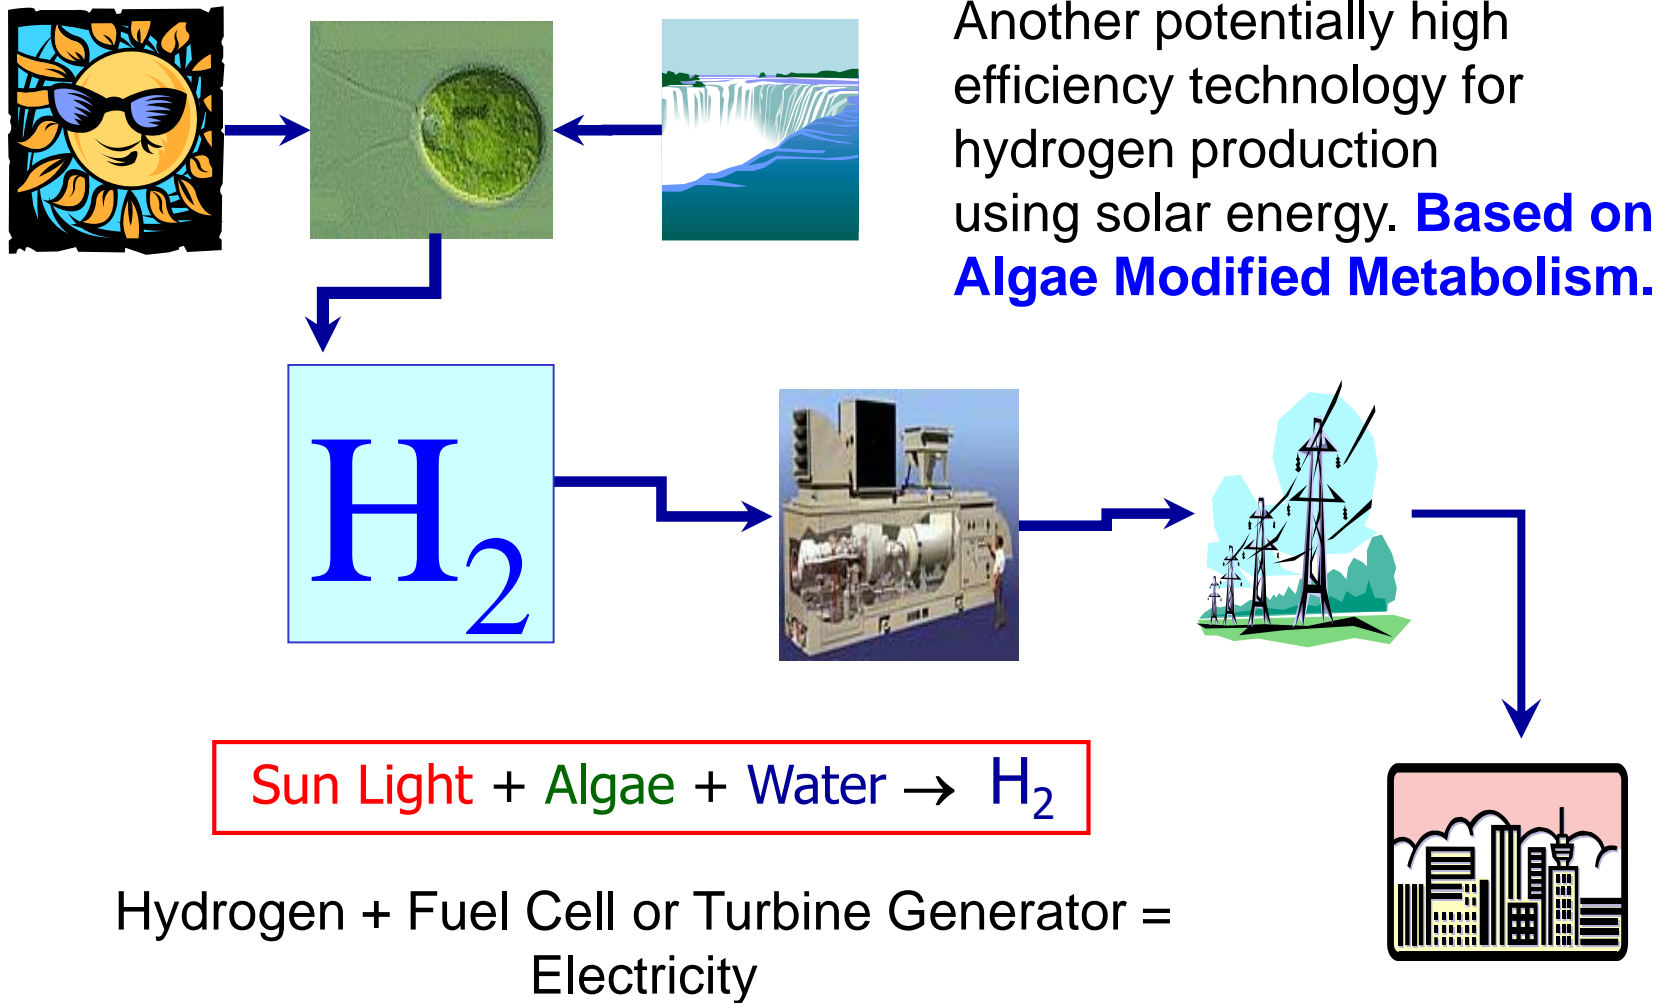 Another potentially high
efficiency technology for
hydrogen production
using solar energy. Based on
Algae Modified Metabolism.
H₂
Sun Light + Algae + Water → H₂
Hydrogen + Fuel Cell or Turbine Generator =
Electricity